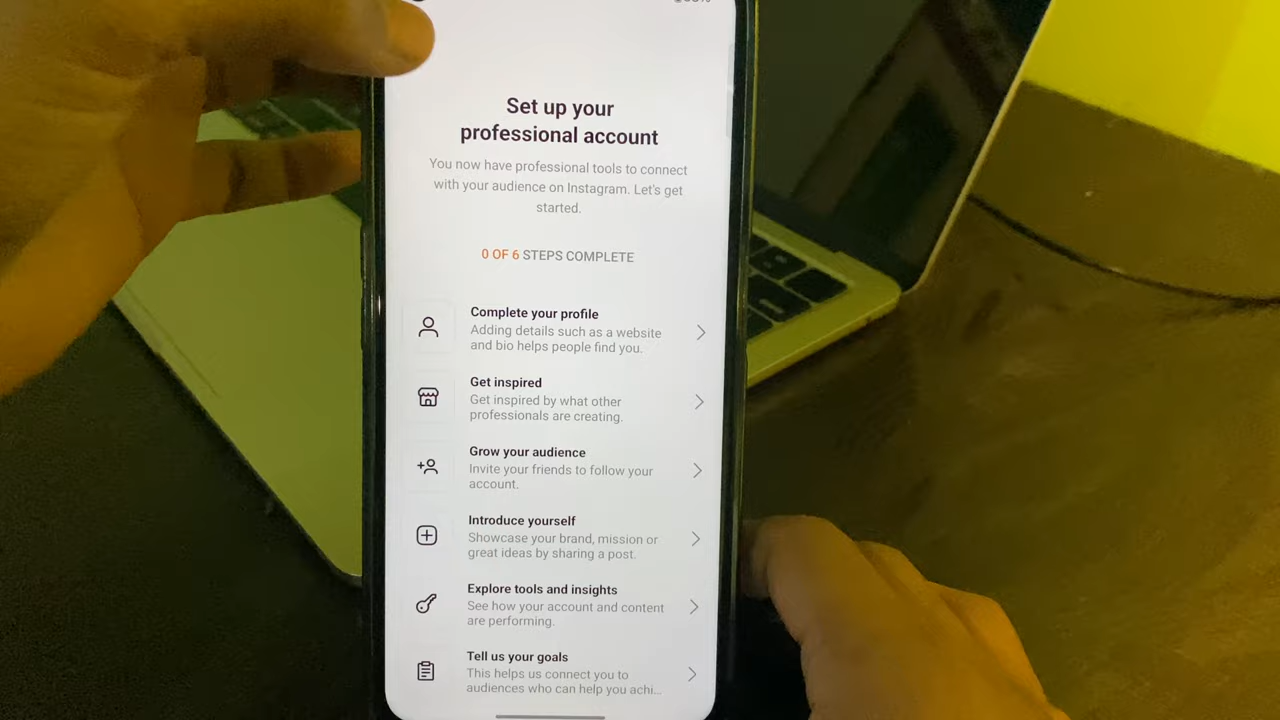 Set up your
professional account
You now have professional tools to connect
with your audience on Instagram. Let's get
started.
0 OF 6 STEPS COMPLETE
Complete your profile
Adding details such as a website
and bio helps people find you.
Get inspired
Get inspired by what other
professionals are creating.
Grow your audience
Invite your friends to follow your
account.
Introduce yourself
Showcase your brand, mission or
great ideas by sharing a post.
Explore tools and insights
See how your account and content
are performing.
Tell us your goals
This helps us connect you to
audiences who can help you achi...